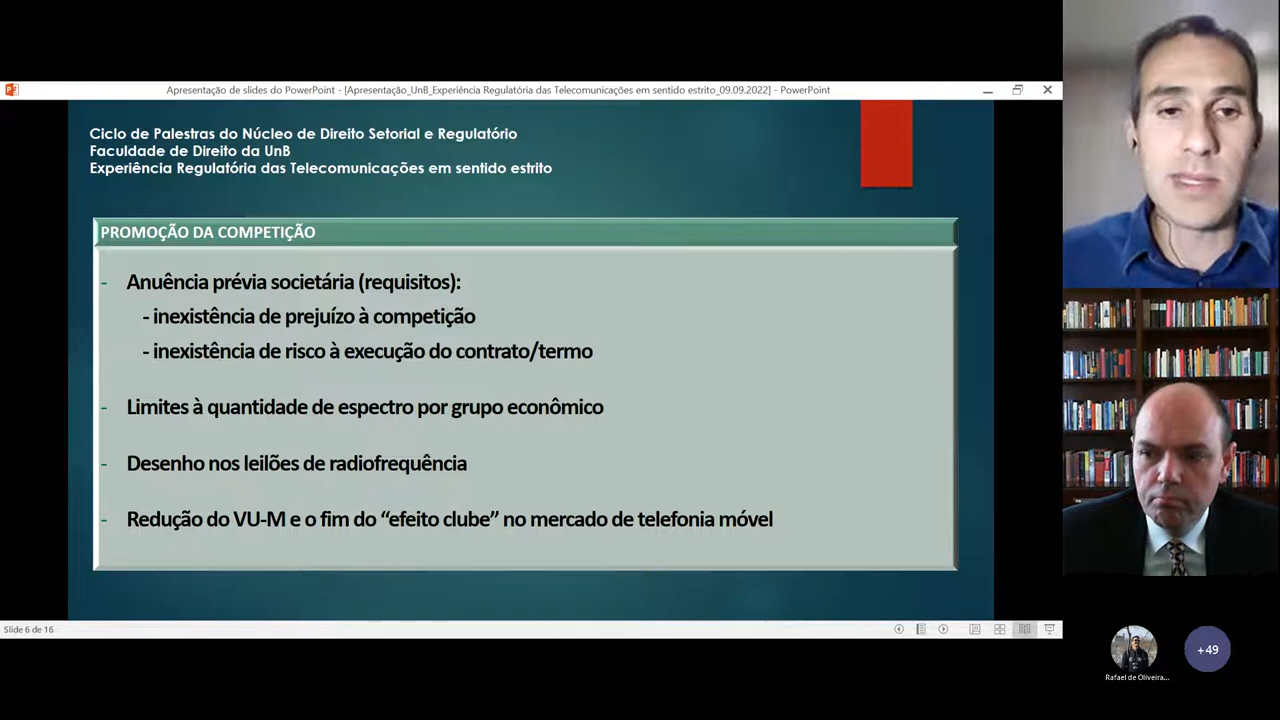 Apresentação de slides do PowerPoint - [Apresentação_UnB_Experiência Regulatória das Telecomunicações em sentido estrito_09.09.2022] - PowerPoint
Ciclo de Palestras do Núcleo de Direito Setorial e Regulatório
Faculdade de Direito da UnB
Experiência Regulatória das Telecomunicações em sentido estrito
PROMOÇÃO DA COMPETIÇÃO
- Anuência prévia societária (requisitos):
- inexistência de prejuízo à competição
- inexistência de risco à execução do contrato/termo
- Limites à quantidade de espectro por grupo econômico
- Desenho nos leilões de radiofrequência
- Redução do VU-M e o fim do “efeito clube” no mercado de telefonia móvel
Slide 6 de 16
+49
Rafael de Oliveira...